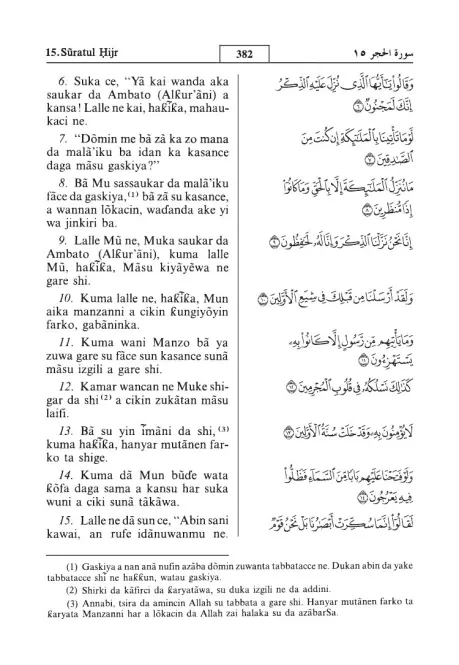 15. Sūratul Ḥijr
382
سورة الحجر ١٥
6. Suka ce, “Yā kai wanda aka
saukar da Ambato (Alƙur'āni) a
kansa! Lalle ne kai, haƙīƙa, mahau-
kaci ne.
7. “Dōmin me bā zā ka zo mana
da malā'iku ba idan ka kasance
daga māsu gaskiya?”
8. Bā Mu sassaukar da malā'iku
fāce da gaskiya,(1) bā zā su kasance,
a wannan lōkacin, waɗanda ake yi
wa jinkiri ba.
9. Lalle Mū ne, Muka saukar da
Ambato (Alƙur'āni), kuma lalle
Mū, haƙīƙa, Māsu kiyāyēwa ne
gare shi.
10. Kuma lalle ne, haƙīƙa, Mun
aika manzanni a cikin ƙungiyōyin
farko, gabāninka.
11. Kuma wani Manzo bā ya
zuwa gare su fāce sun kasance sunā
māsu izgili a gare shi.
12. Kamar wancan ne Muke shi-
gar da shi(2) a cikin zukātan māsu
laifi.
13. Bā su yin īmāni da shi,(3)
kuma haƙīƙa, hanyar mutānen far-
ko ta shige.
14. Kuma dā Mun būɗe wata
ƙōfa daga sama a kansu har suka
wuni a ciki sunā tākāwa.
15. Lalle ne dā sun ce, “Abin sani
kawai, an rufe idānuwanmu ne.
وَقَالُوا۟ يَـٰٓأَيُّهَا ٱلَّذِى نُزِّلَ عَلَيْهِ ٱلذِّكْرُ
إِنَّكَ لَمَجْنُونٌ ٦
لَّوْ مَا تَأْتِينَا بِٱلْمَلَـٰٓئِكَةِ إِن كُنتَ مِنَ
ٱلصَّـٰدِقِينَ ٧
مَا نُنَزِّلُ ٱلْمَلَـٰٓئِكَةَ إِلَّا بِٱلْحَقِّ وَمَا كَانُوٓا۟
إِذًا مُّنظَرِينَ ٨
إِنَّا نَحْنُ نَزَّلْنَا ٱلذِّكْرَ وَإِنَّا لَهُۥ لَحَـٰفِظُونَ ٩
وَلَقَدْ أَرْسَلْنَا مِن قَبْلِكَ فِى شِيَعِ ٱلْأَوَّلِينَ ١٠
وَمَا يَأْتِيهِم مِّن رَّسُولٍ إِلَّا كَانُوا۟ بِهِۦ
يَسْتَهْزِءُونَ ١١
كَذَٰلِكَ نَسْلُكُهُۥ فِى قُلُوبِ ٱلْمُجْرِمِينَ ١٢
لَا يُؤْمِنُونَ بِهِۦ وَقَدْ خَلَتْ سُنَّةُ ٱلْأَوَّلِينَ ١٣
وَلَوْ فَتَحْنَا عَلَيْهِم بَابًا مِّنَ ٱلسَّمَآءِ فَظَلُّوا۟
فِيهِ يَعْرُجُونَ ١٤
لَقَالُوٓا۟ إِنَّمَا سُكِّرَتْ أَبْصَـٰرُنَا بَلْ نَحْنُ قَوْمٌ
(1) Gaskiya a nan anā nufin azāba dōmin zuwanta tabbatacce ne. Dukan abin da yake
tabbatacce shī ne haƙƙun, watau gaskiya.
(2) Shirki da kāfirci da ƙaryatāwa, su duka izgili ne da addini.
(3) Annabi, tsira da amincin Allah su tabbata a gare shi. Hanyar mutānen farko ta
ƙaryata Manzanni har a lōkacin da Allah zai halaka su da azābarSa.